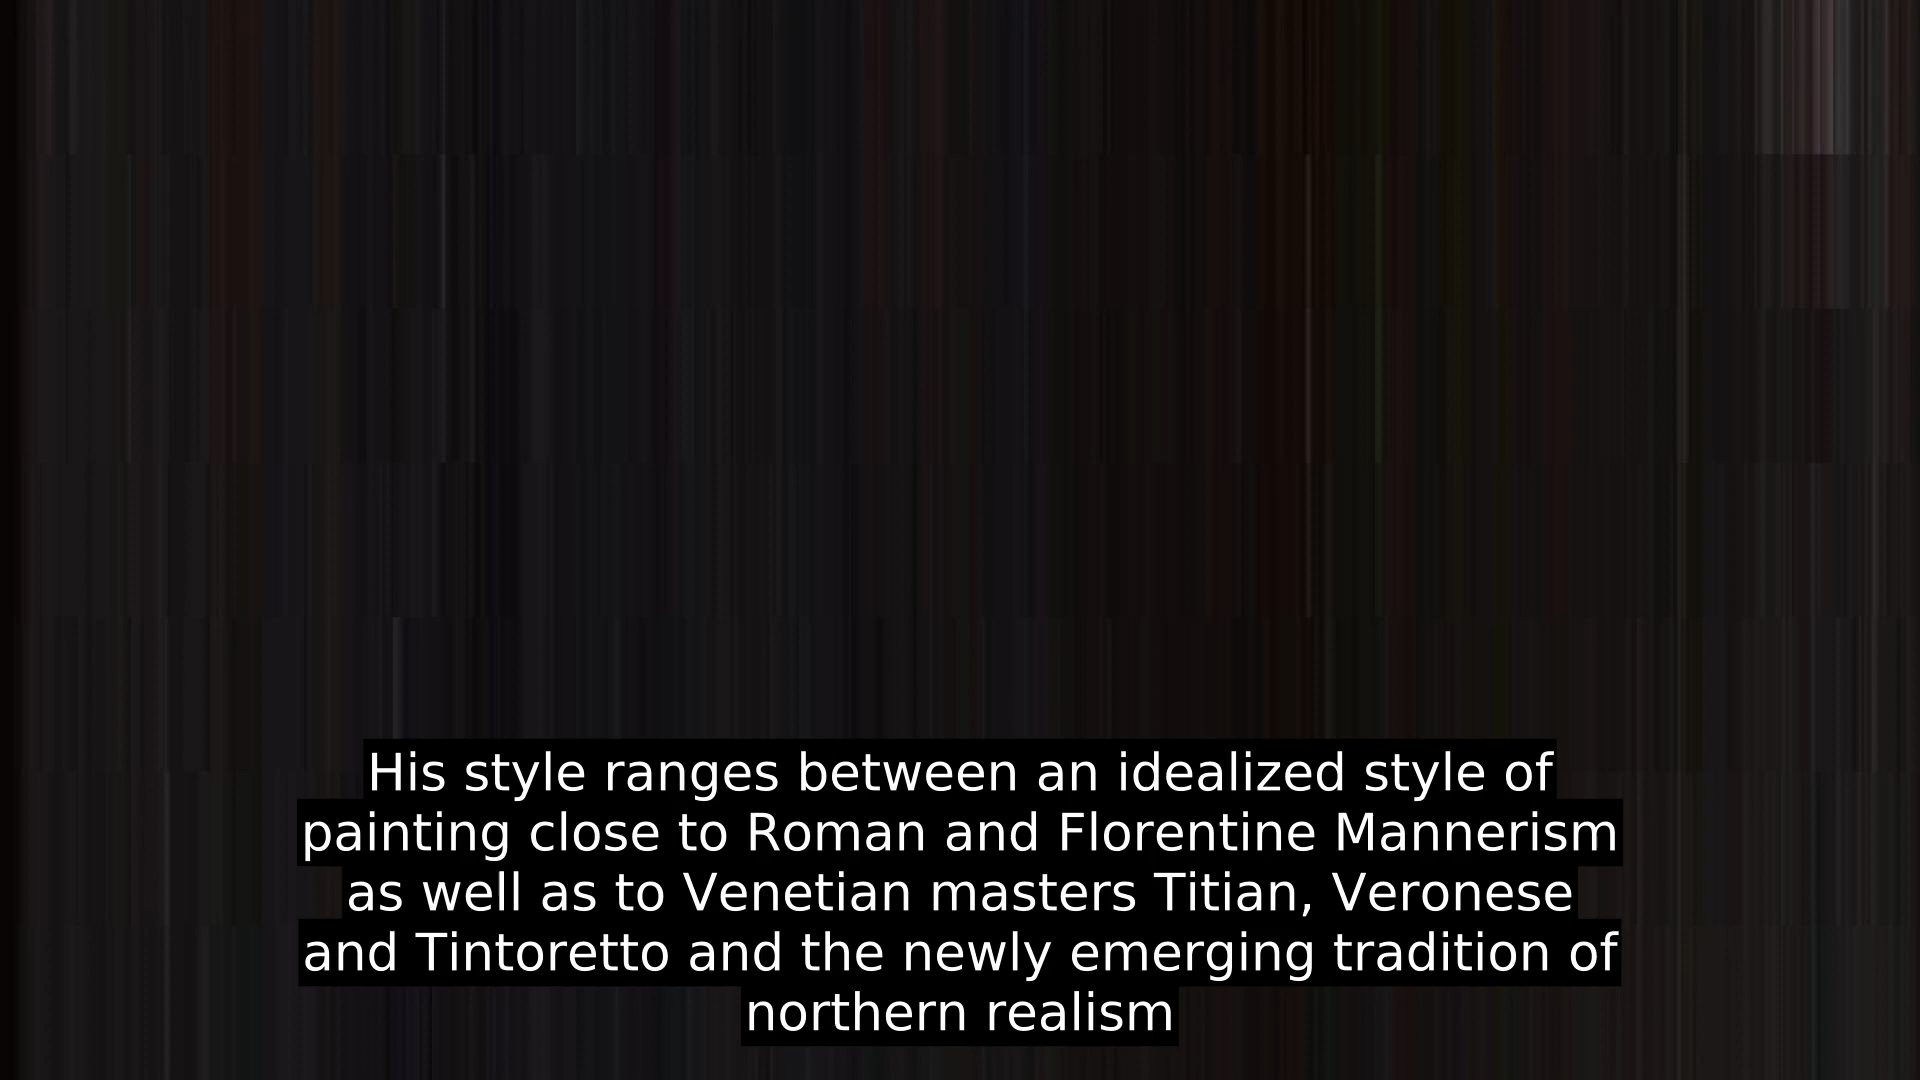 His style ranges between an idealized style of
painting close to Roman and Florentine Mannerism
as well as to Venetian masters Titian, Veronese
and Tintoretto and the newly emerging tradition of
northern realism